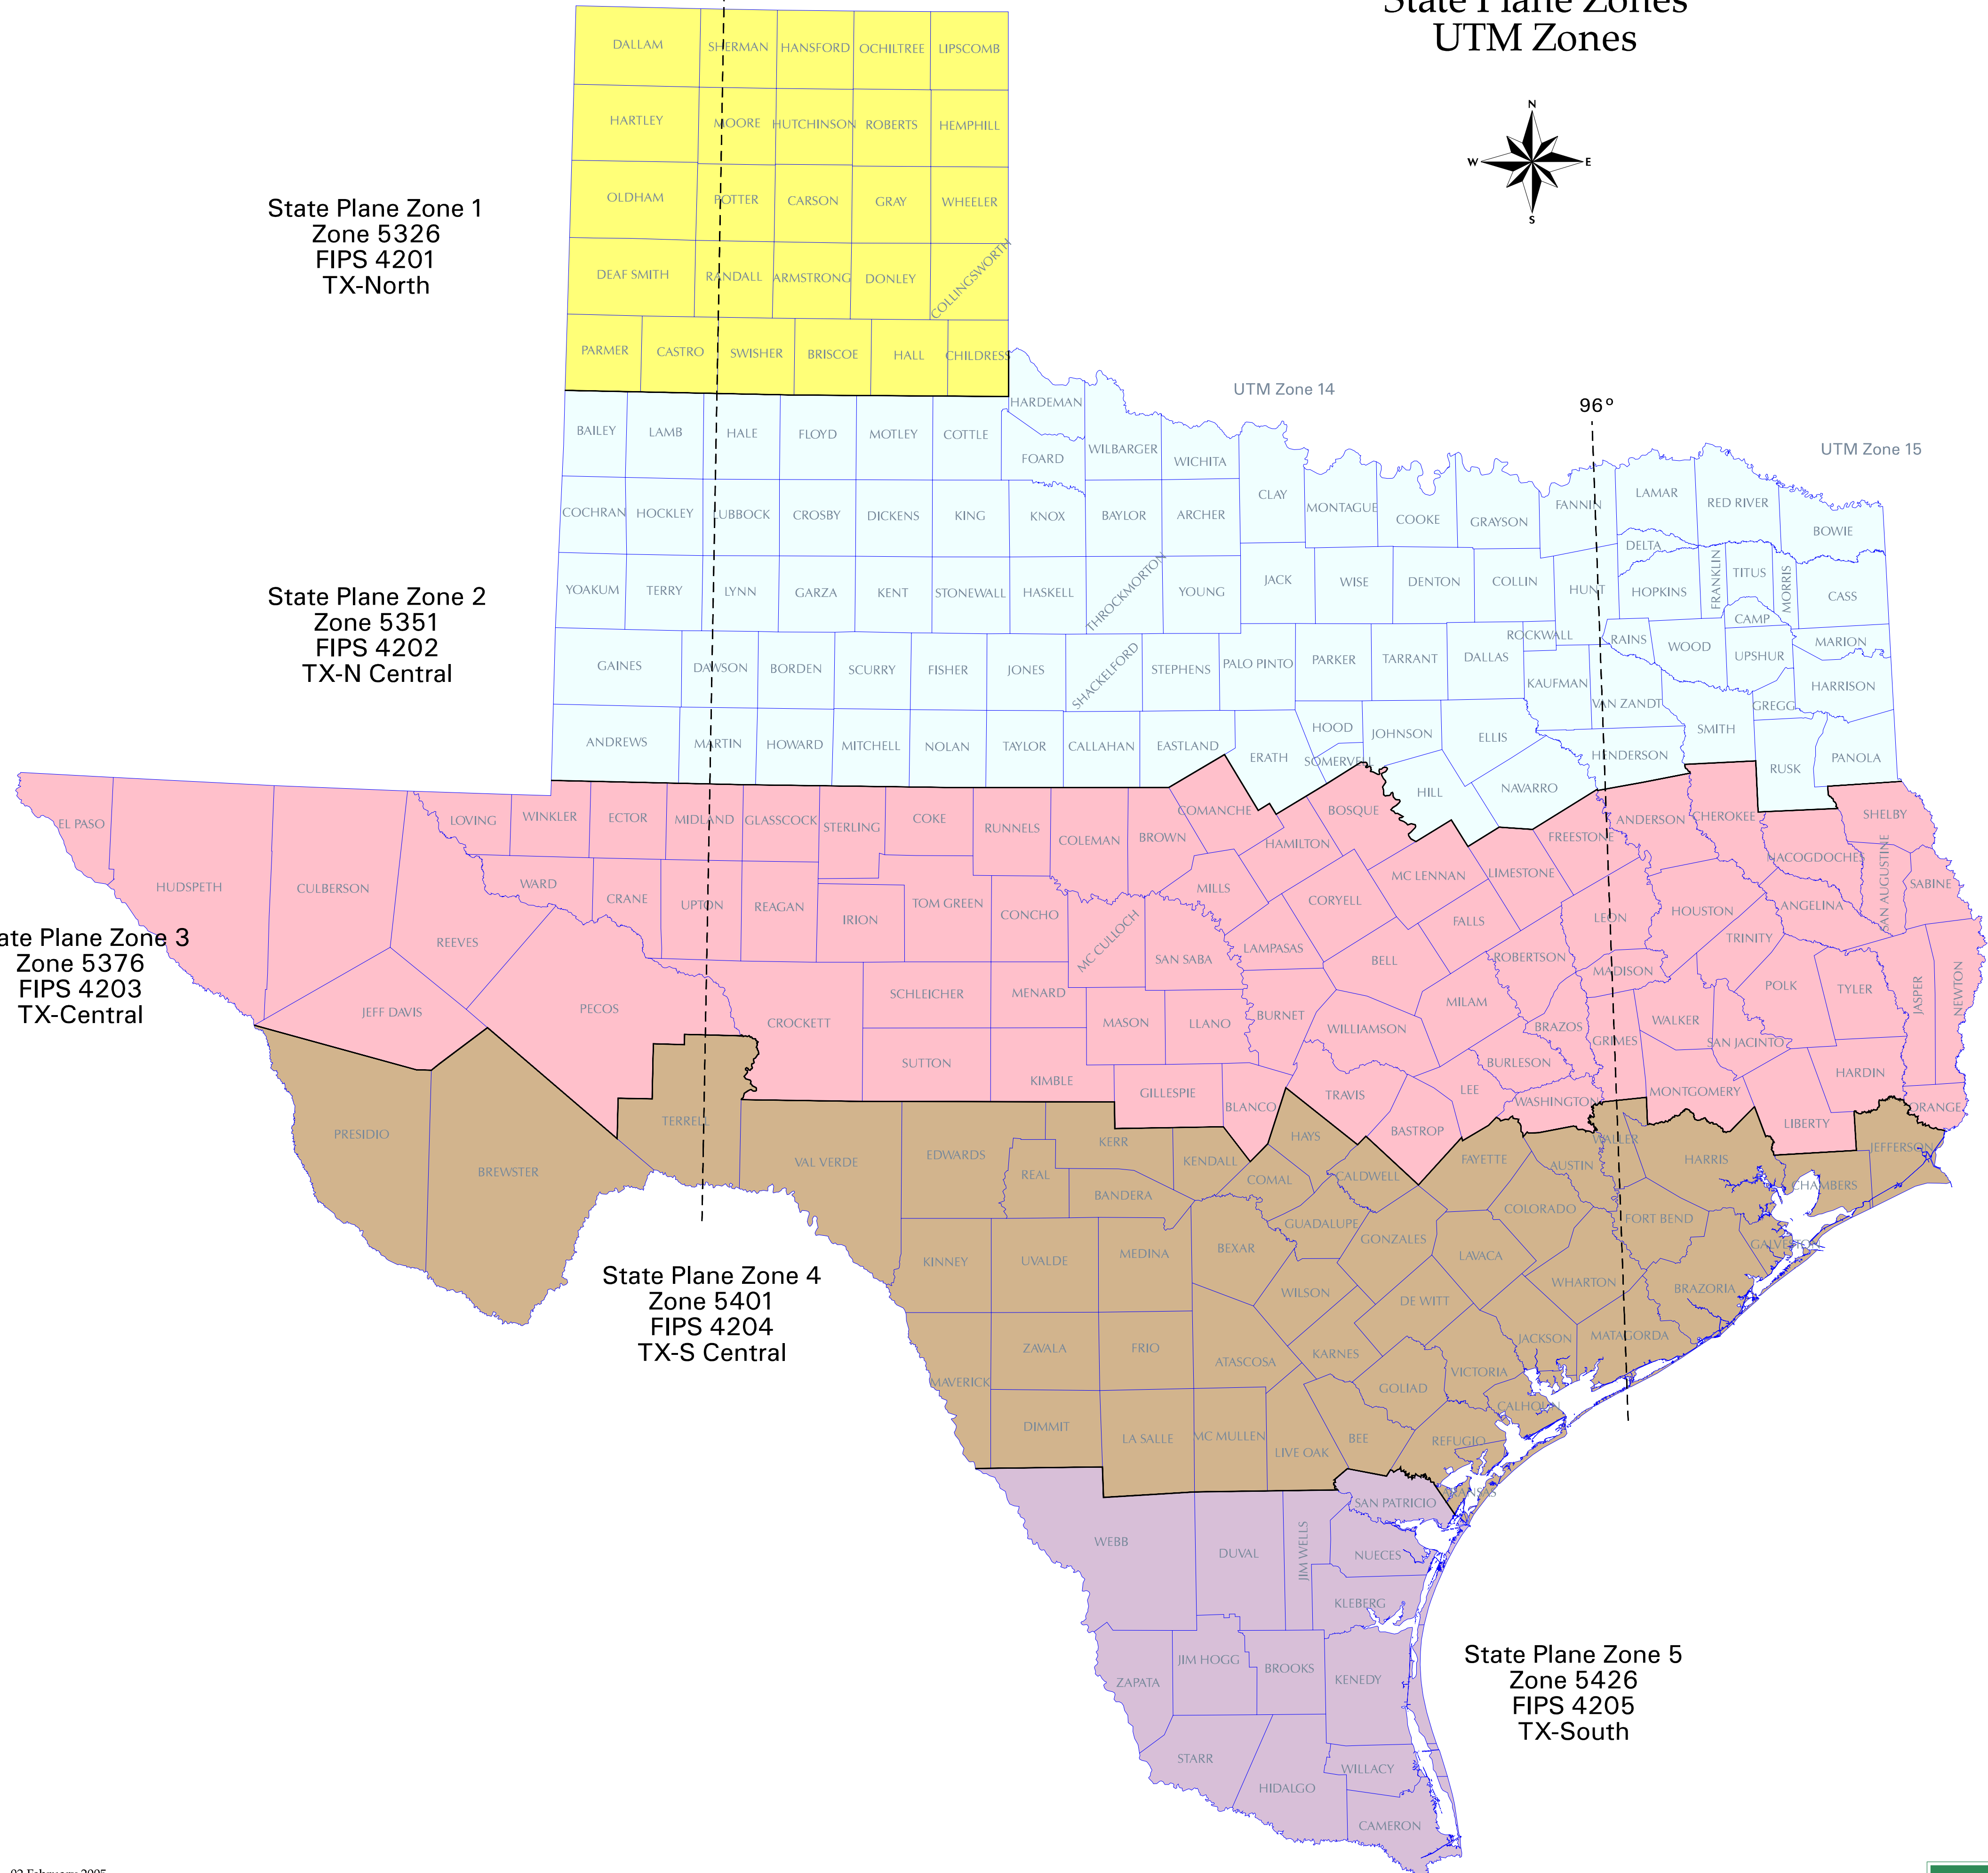 State Plane Zones
UTM Zones
N
W
E
S
DALLAM
SHERMAN
HANSFORD
OCHILTREE
LIPSCOMB
HARTLEY
MOORE
HUTCHINSON
ROBERTS
HEMPHILL
OLDHAM
POTTER
CARSON
GRAY
WHEELER
State Plane Zone 1
Zone 5326
FIPS 4201
TX-North
DEAF SMITH
RANDALL
ARMSTRONG
DONLEY
COLLINGSWORTH
PARMER
CASTRO
SWISHER
BRISCOE
HALL
CHILDRESS
UTM Zone 14
96°
UTM Zone 15
HARDEMAN
BAILEY
LAMB
HALE
FLOYD
MOTLEY
COTTLE
FOARD
WILBARGER
WICHITA
CLAY
MONTAGUE
COOKE
GRAYSON
FANNIN
LAMAR
RED RIVER
BOWIE
COCHRAN
HOCKLEY
LUBBOCK
CROSBY
DICKENS
KING
KNOX
BAYLOR
ARCHER
DELTA
State Plane Zone 2
Zone 5351
FIPS 4202
TX-N Central
YOAKUM
TERRY
LYNN
GARZA
KENT
STONEWALL
HASKELL
THROCKMORTON
YOUNG
JACK
WISE
DENTON
COLLIN
HUNT
HOPKINS
FRANKLIN
TITUS
MORRIS
CASS
CAMP
GAINES
DAWSON
BORDEN
SCURRY
FISHER
JONES
SHACKELFORD
STEPHENS
PALO PINTO
PARKER
TARRANT
DALLAS
ROCKWALL
RAINS
WOOD
UPSHUR
MARION
KAUFMAN
VAN ZANDT
GREGG
HARRISON
ANDREWS
MARTIN
HOWARD
MITCHELL
NOLAN
TAYLOR
CALLAHAN
EASTLAND
ERATH
HOOD
SOMERVELL
JOHNSON
ELLIS
HENDERSON
SMITH
RUSK
PANOLA
HILL
NAVARRO
EL PASO
HUDSPETH
CULBERSON
LOVING
WINKLER
ECTOR
MIDLAND
GLASSCOCK
STERLING
COKE
RUNNELS
COLEMAN
BROWN
COMANCHE
HAMILTON
BOSQUE
FREESTONE
ANDERSON
CHEROKEE
SHELBY
NACOGDOCHES
SAN AUGUSTINE
SABINE
WARD
CRANE
UPTON
REAGAN
IRION
TOM GREEN
CONCHO
MC CULLOCH
MILLS
CORYELL
MC LENNAN
LIMESTONE
FALLS
LEON
HOUSTON
ANGELINA
TRINITY
REEVES
SAN SABA
LAMPASAS
BELL
ROBERTSON
MADISON
POLK
TYLER
JASPER
NEWTON
ate Plane Zone 3
Zone 5376
FIPS 4203
TX-Central
JEFF DAVIS
PECOS
CROCKETT
SCHLEICHER
MENARD
MASON
LLANO
BURNET
WILLIAMSON
MILAM
BRAZOS
GRIMES
WALKER
SAN JACINTO
SUTTON
KIMBLE
GILLESPIE
BLANCO
TRAVIS
BASTROP
LEE
BURLESON
WASHINGTON
MONTGOMERY
LIBERTY
HARDIN
ORANGE
PRESIDIO
BREWSTER
TERRELL
VAL VERDE
EDWARDS
REAL
KERR
BANDERA
KENDALL
HAYS
COMAL
CALDWELL
FAYETTE
AUSTIN
WALLER
HARRIS
CHAMBERS
JEFFERSON
KINNEY
UVALDE
MEDINA
BEXAR
GUADALUPE
GONZALES
LAVACA
COLORADO
FORT BEND
GALVESTON
BRAZORIA
WHARTON
WILSON
DE WITT
JACKSON
MATAGORDA
State Plane Zone 4
Zone 5401
FIPS 4204
TX-S Central
MAVERICK
ZAVALA
FRIO
ATASCOSA
KARNES
GOLIAD
VICTORIA
CALHOUN
DIMMIT
LA SALLE
MC MULLEN
LIVE OAK
BEE
REFUGIO
ARANSAS
SAN PATRICIO
WEBB
DUVAL
JIM WELLS
NUECES
KLEBERG
ZAPATA
JIM HOGG
BROOKS
KENEDY
State Plane Zone 5
Zone 5426
FIPS 4205
TX-South
STARR
HIDALGO
WILLACY
CAMERON
02 February 2005